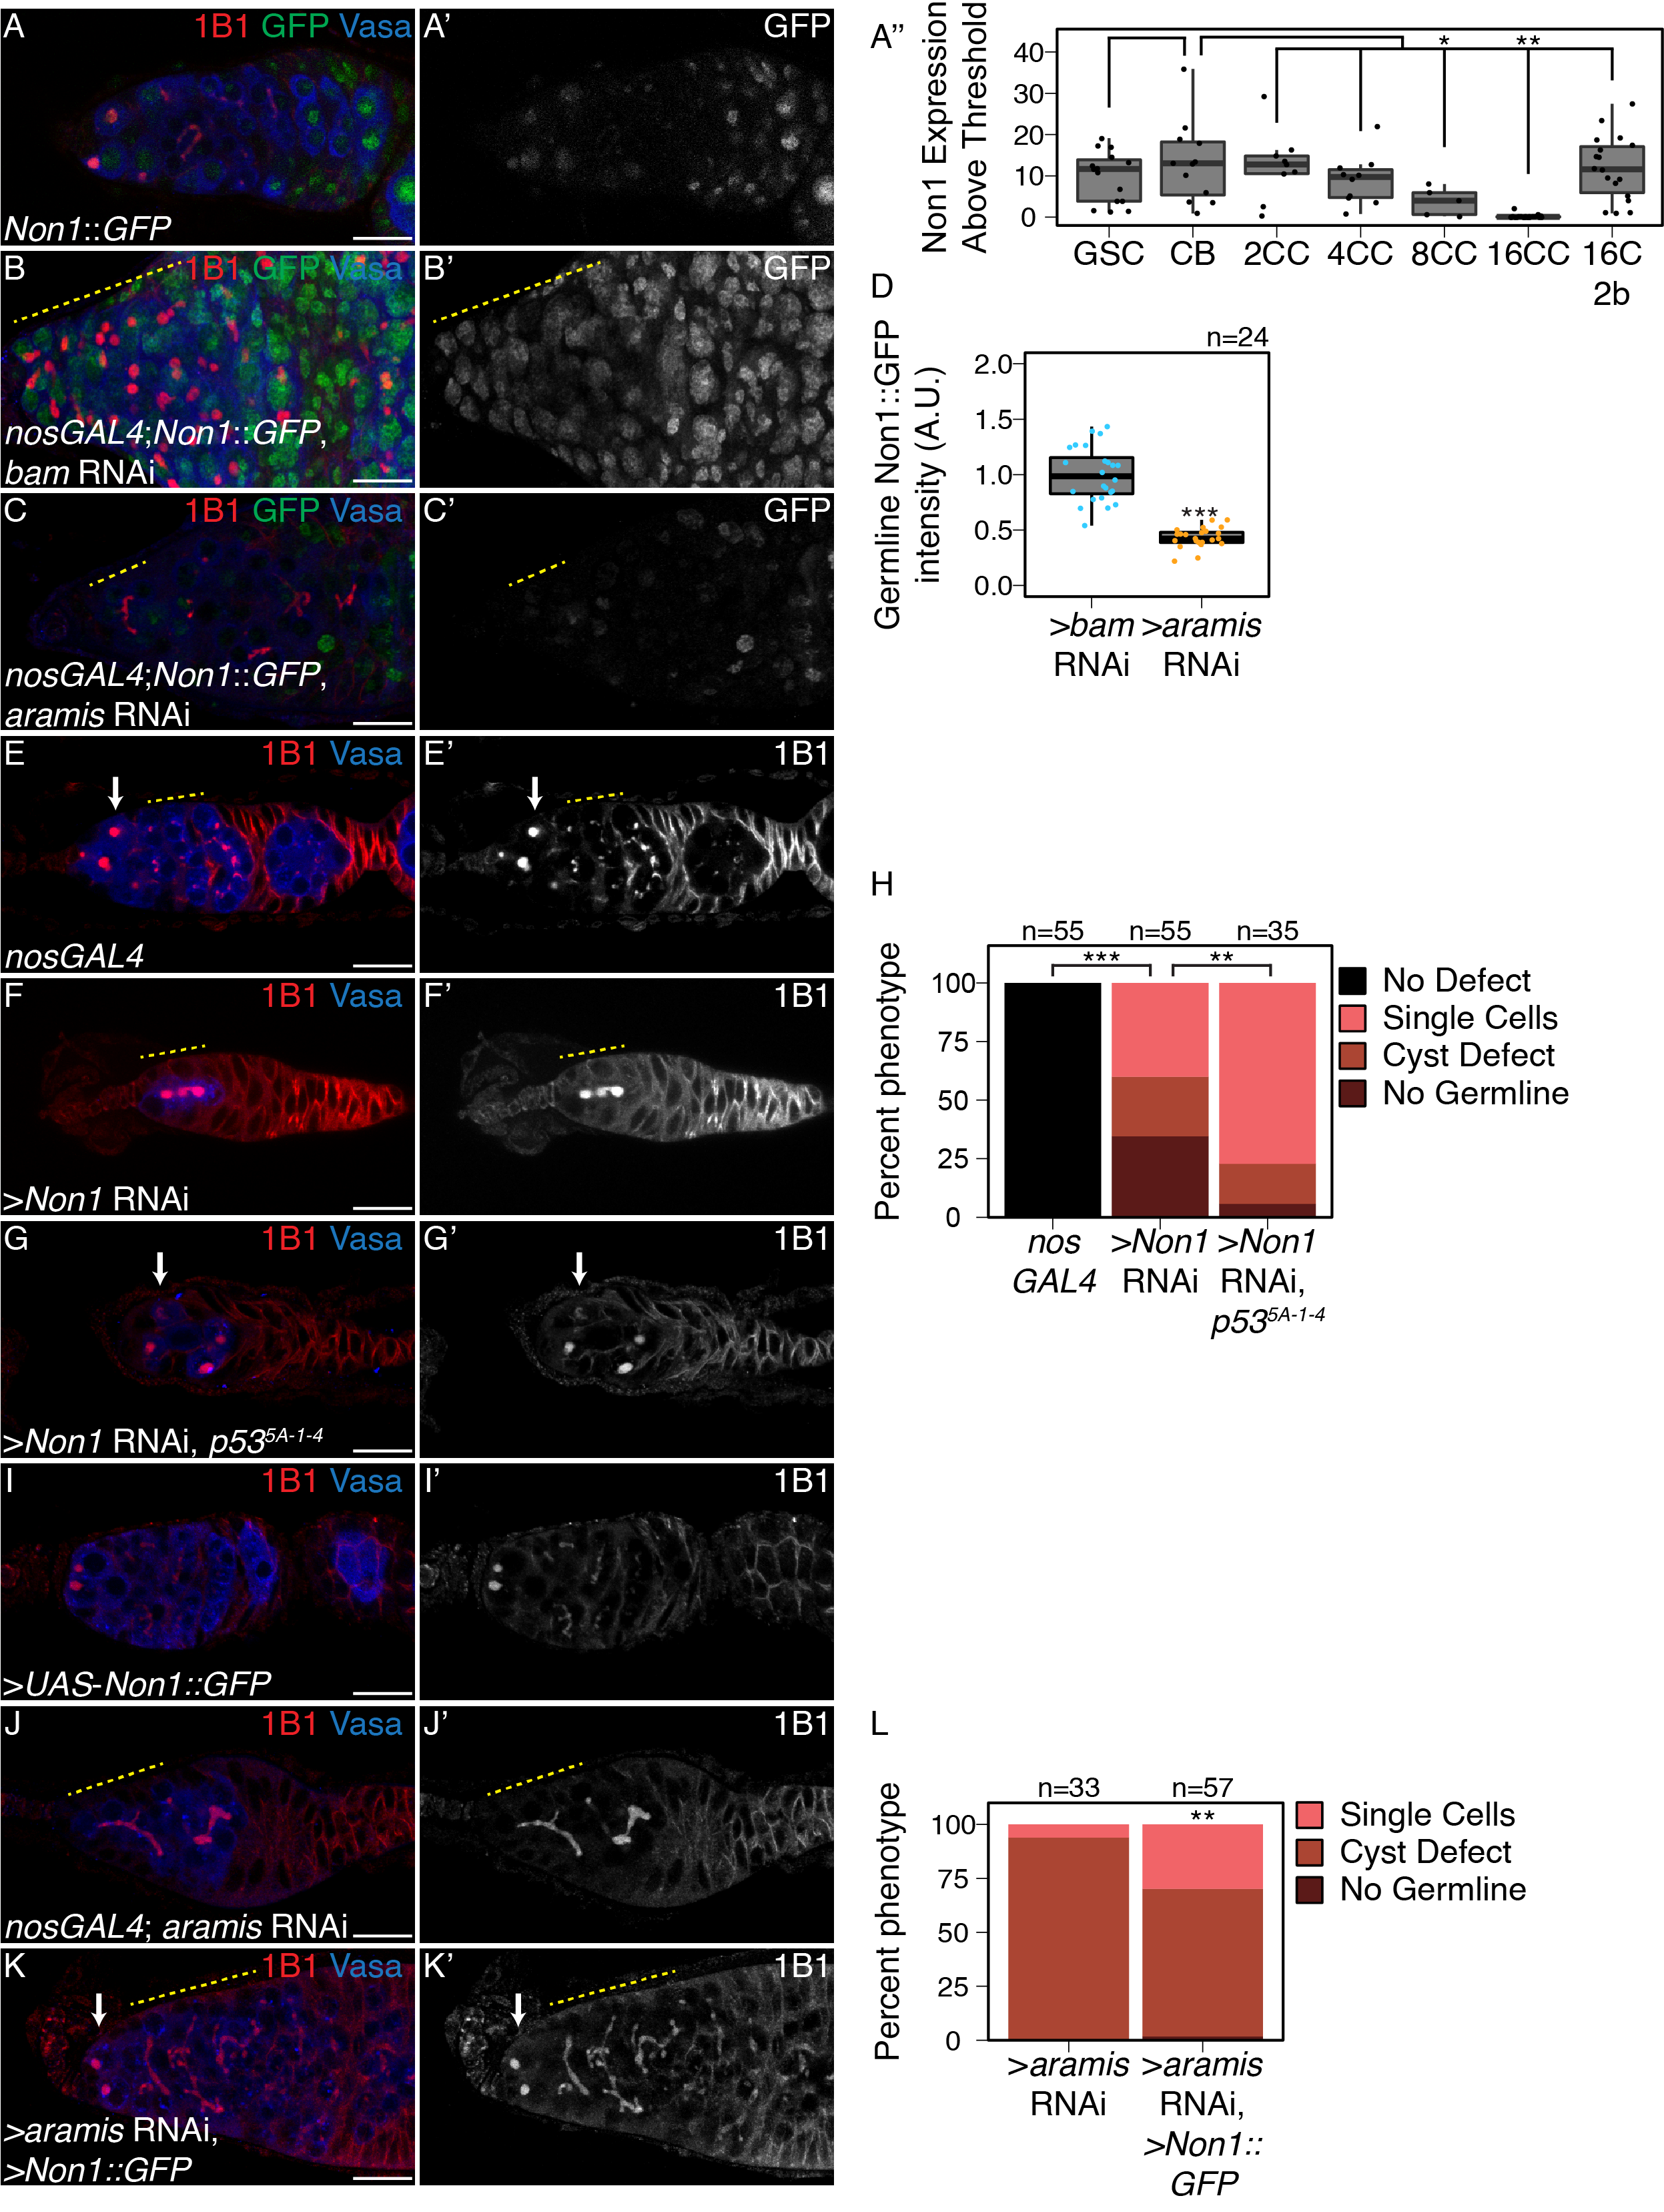 A
1B1 GFP Vasa
Non1::GFP
A’
GFP
A’’
Non1 Expression
Above Threshold
40
30
20
10
0
*
**
GSC
CB
2CC
4CC
8CC
16CC
16C
2b
B
1B1 GFP Vasa
nosGAL4;Non1::GFP,
bam RNAi
B’
GFP
C
1B1 GFP Vasa
nosGAL4;Non1::GFP,
aramis RNAi
C’
GFP
D
n=24
Germline Non1::GFP
intensity (A.U.)
2.0
1.5
1.0
0.5
0.0
***
>bam
RNAi
>aramis
RNAi
E
1B1 Vasa
nosGAL4
E’
1B1
F
1B1 Vasa
>Non1 RNAi
F’
1B1
G
1B1 Vasa
>Non1 RNAi, p53⁵ᴬ⁻¹⁻⁴
G’
1B1
H
n=55
n=55
n=35
***
**
Percent phenotype
100
75
50
25
0
nos
GAL4
>Non1
RNAi
>Non1
RNAi,
p53⁵ᴬ⁻¹⁻⁴
No Defect
Single Cells
Cyst Defect
No Germline
I
1B1 Vasa
>UAS-Non1::GFP
I’
1B1
J
1B1 Vasa
nosGAL4; aramis RNAi
J’
1B1
K
1B1 Vasa
>aramis RNAi,
>Non1::GFP
K’
1B1
L
n=33
n=57
**
Percent phenotype
100
75
50
25
0
>aramis
RNAi
>aramis
RNAi,
>Non1::
GFP
Single Cells
Cyst Defect
No Germline